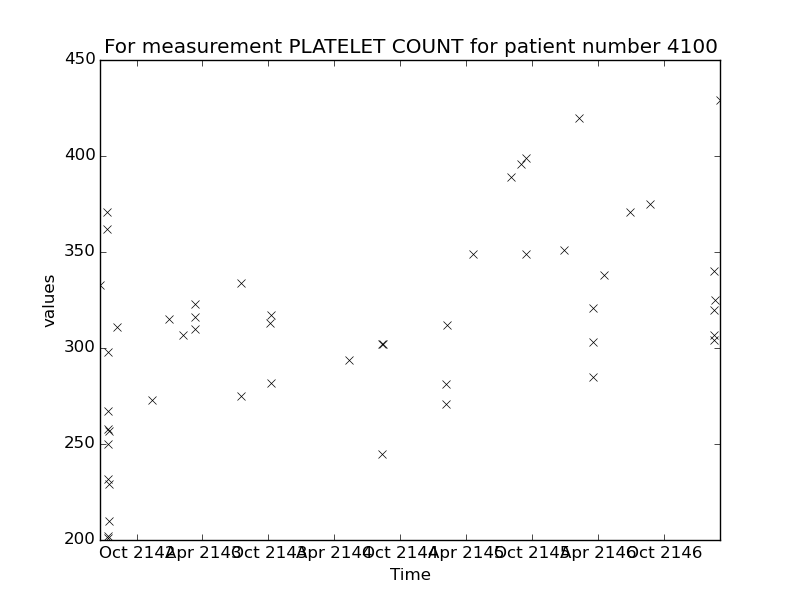 For measurement PLATELET COUNT for patient number 4100
450
400
350
300
250
200
values
Oct 2142 Apr 2143 Oct 2143 Apr 2144 Oct 2144 Apr 2145 Oct 2145 Apr 2146 Oct 2146
Time